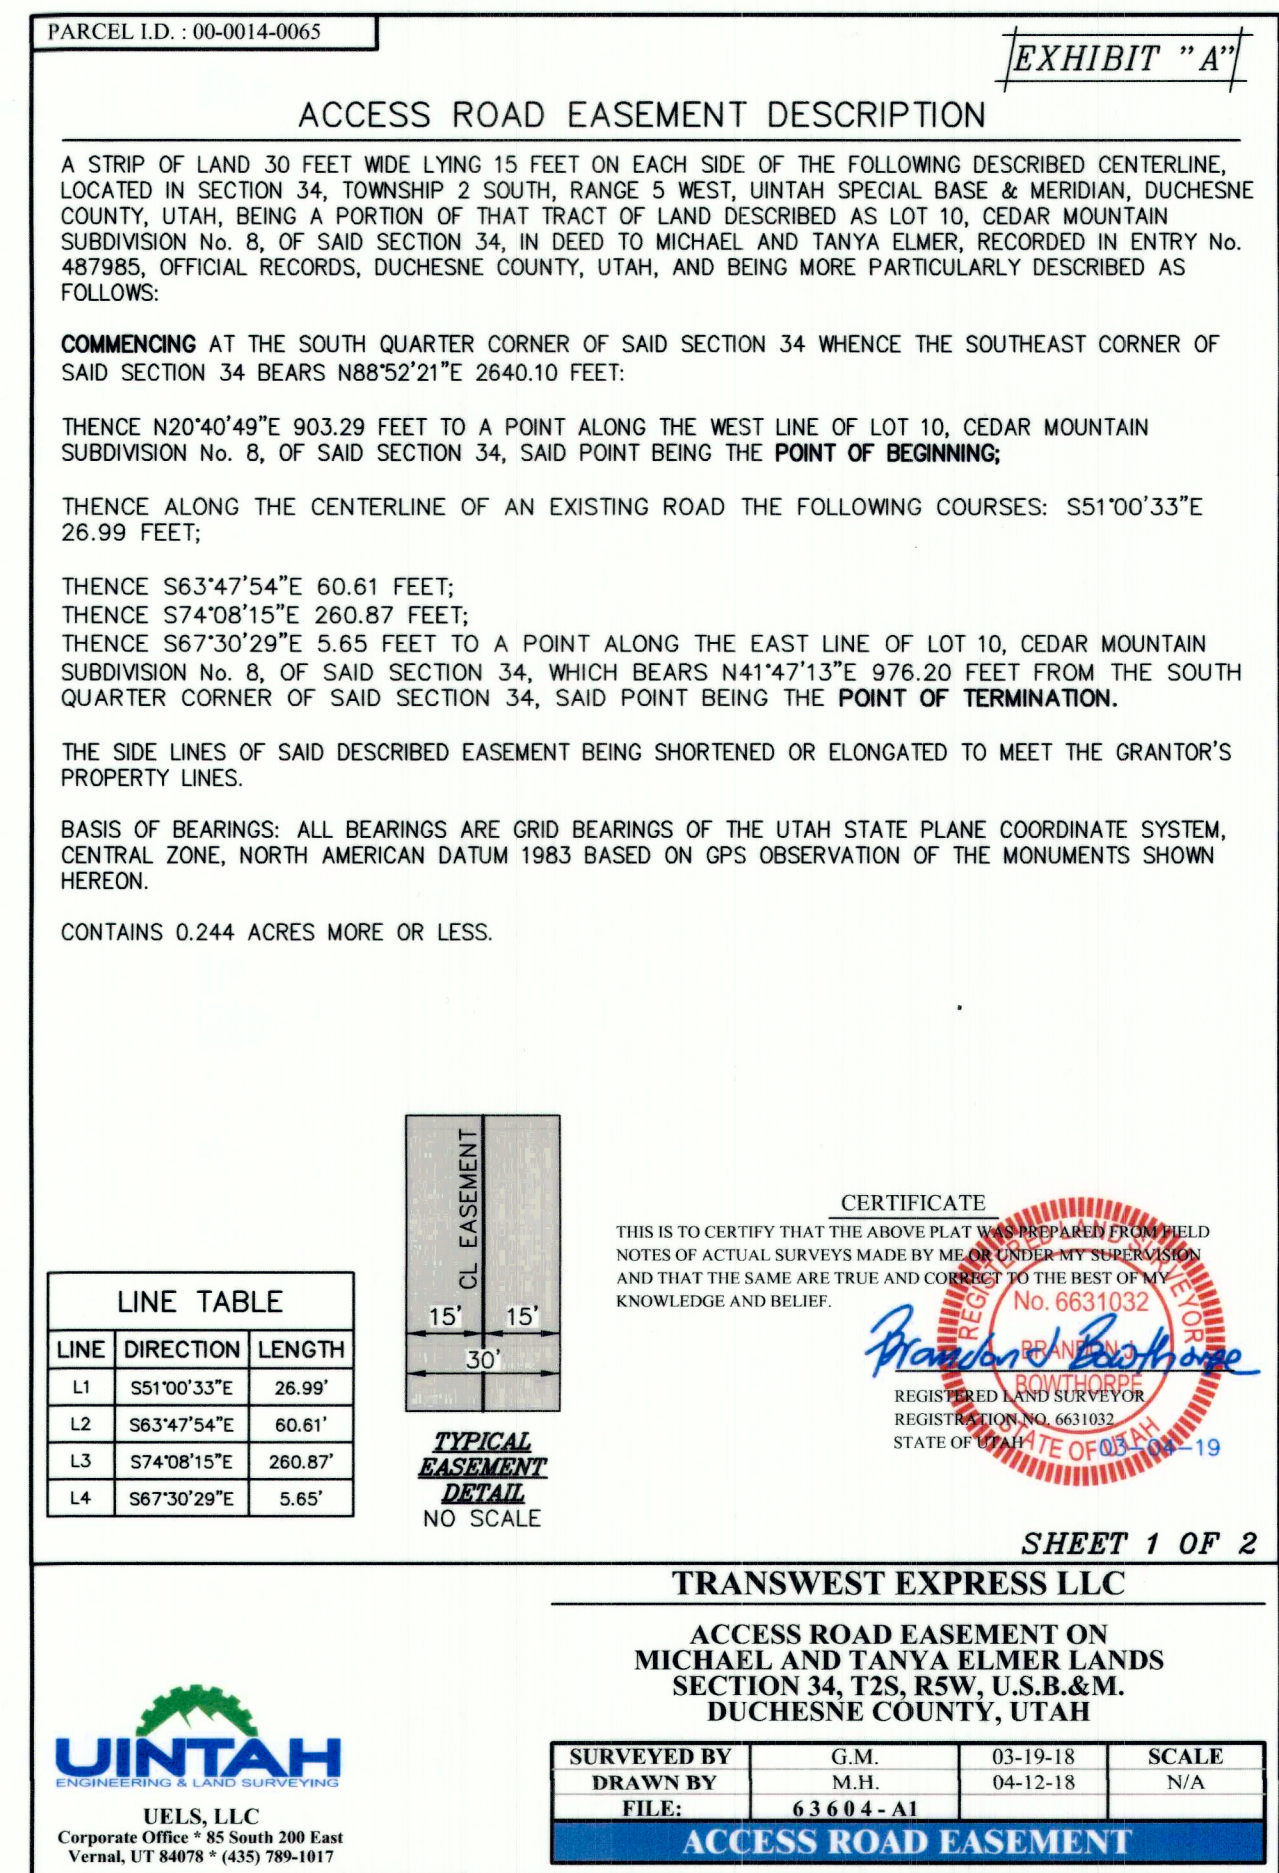 PARCEL I.D. : 00-0014-0065
EXHIBIT "A"
ACCESS ROAD EASEMENT DESCRIPTION
A STRIP OF LAND 30 FEET WIDE LYING 15 FEET ON EACH SIDE OF THE FOLLOWING DESCRIBED CENTERLINE,
LOCATED IN SECTION 34, TOWNSHIP 2 SOUTH, RANGE 5 WEST, UINTAH SPECIAL BASE & MERIDIAN, DUCHESNE
COUNTY, UTAH, BEING A PORTION OF THAT TRACT OF LAND DESCRIBED AS LOT 10, CEDAR MOUNTAIN
SUBDIVISION No. 8, OF SAID SECTION 34, IN DEED TO MICHAEL AND TANYA ELMER, RECORDED IN ENTRY No.
487985, OFFICIAL RECORDS, DUCHESNE COUNTY, UTAH, AND BEING MORE PARTICULARLY DESCRIBED AS
FOLLOWS:
COMMENCING AT THE SOUTH QUARTER CORNER OF SAID SECTION 34 WHENCE THE SOUTHEAST CORNER OF
SAID SECTION 34 BEARS N88°52'21"E 2640.10 FEET:
THENCE N20°40'49"E 903.29 FEET TO A POINT ALONG THE WEST LINE OF LOT 10, CEDAR MOUNTAIN
SUBDIVISION No. 8, OF SAID SECTION 34, SAID POINT BEING THE POINT OF BEGINNING;
THENCE ALONG THE CENTERLINE OF AN EXISTING ROAD THE FOLLOWING COURSES: S51°00'33"E
26.99 FEET;
THENCE S63°47'54"E 60.61 FEET;
THENCE S74°08'15"E 260.87 FEET;
THENCE S67°30'29"E 5.65 FEET TO A POINT ALONG THE EAST LINE OF LOT 10, CEDAR MOUNTAIN
SUBDIVISION No. 8, OF SAID SECTION 34, WHICH BEARS N41°47'13"E 976.20 FEET FROM THE SOUTH
QUARTER CORNER OF SAID SECTION 34, SAID POINT BEING THE POINT OF TERMINATION.
THE SIDE LINES OF SAID DESCRIBED EASEMENT BEING SHORTENED OR ELONGATED TO MEET THE GRANTOR'S
PROPERTY LINES.
BASIS OF BEARINGS: ALL BEARINGS ARE GRID BEARINGS OF THE UTAH STATE PLANE COORDINATE SYSTEM,
CENTRAL ZONE, NORTH AMERICAN DATUM 1983 BASED ON GPS OBSERVATION OF THE MONUMENTS SHOWN
HEREON.
CONTAINS 0.244 ACRES MORE OR LESS.
LINE TABLE
LINE DIRECTION LENGTH
L1 S51°00'33"E 26.99'
L2 S63°47'54"E 60.61'
L3 S74°08'15"E 260.87'
L4 S67°30'29"E 5.65'
CL EASEMENT
15' 15'
30'
TYPICAL
EASEMENT
DETAIL
NO SCALE
CERTIFICATE
THIS IS TO CERTIFY THAT THE ABOVE PLAT WAS PREPARED FROM FIELD
NOTES OF ACTUAL SURVEYS MADE BY ME OR UNDER MY SUPERVISION
AND THAT THE SAME ARE TRUE AND CORRECT TO THE BEST OF MY
KNOWLEDGE AND BELIEF.
REGISTERED LAND SURVEYOR
No. 6631032
BRANDON J.
BOWTHORPE
STATE OF UTAH
Brandon J Bowthorpe
REGISTERED LAND SURVEYOR
REGISTRATION NO. 6631032
STATE OF UTAH
03-04-19
SHEET 1 OF 2
TRANSWEST EXPRESS LLC
ACCESS ROAD EASEMENT ON
MICHAEL AND TANYA ELMER LANDS
SECTION 34, T2S, R5W, U.S.B.&M.
DUCHESNE COUNTY, UTAH
UINTAH
ENGINEERING & LAND SURVEYING
UELS, LLC
Corporate Office * 85 South 200 East
Vernal, UT 84078 * (435) 789-1017
SURVEYED BY G.M. 03-19-18 SCALE
DRAWN BY M.H. 04-12-18 N/A
FILE: 63604-A1
ACCESS ROAD EASEMENT